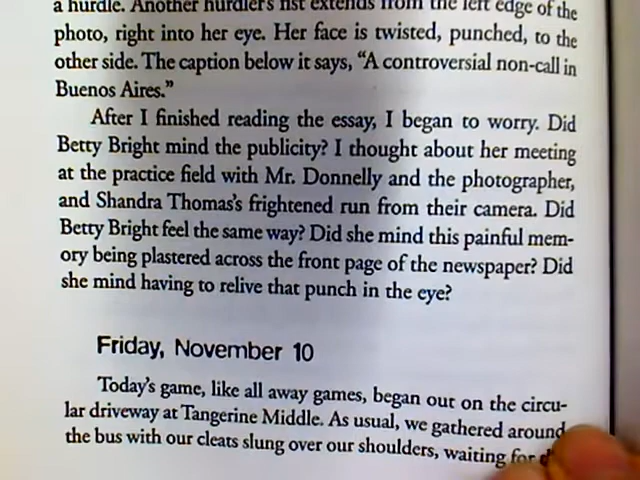 a hurdle. Another hurdler's fist extends from the left edge of the
photo, right into her eye. Her face is twisted, punched, to the
other side. The caption below it says, “A controversial non-call in
Buenos Aires.”
After I finished reading the essay, I began to worry. Did
Betty Bright mind the publicity? I thought about her meeting
at the practice field with Mr. Donnelly and the photographer,
and Shandra Thomas's frightened run from their camera. Did
Betty Bright feel the same way? Did she mind this painful mem-
ory being plastered across the front page of the newspaper? Did
she mind having to relive that punch in the eye?
Friday, November 10
Today's game, like all away games, began out on the circu-
lar driveway at Tangerine Middle. As usual, we gathered around
the bus with our cleats slung over our shoulders, waiting for